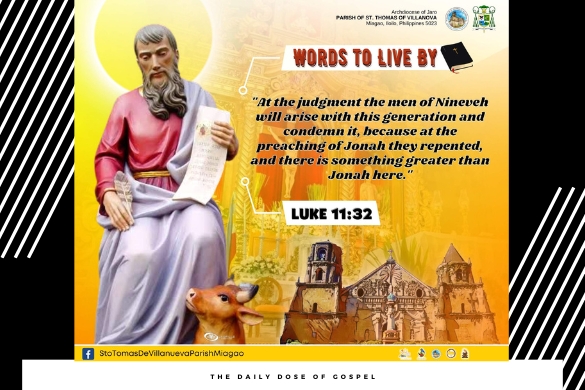 Archdiocese of Jaro
PARISH OF ST. THOMAS OF VILLANOVA
Miagao, Iloilo, Philippines 5023
WORDS TO LIVE BY
"At the judgment the men of Nineveh
will arise with this generation and
condemn it, because at the
preaching of Jonah they repented,
and there is something greater than
Jonah here."
LUKE 11:32
StoTomasDeVillanuevaParishMiagao
THE DAILY DOSE OF GOSPEL